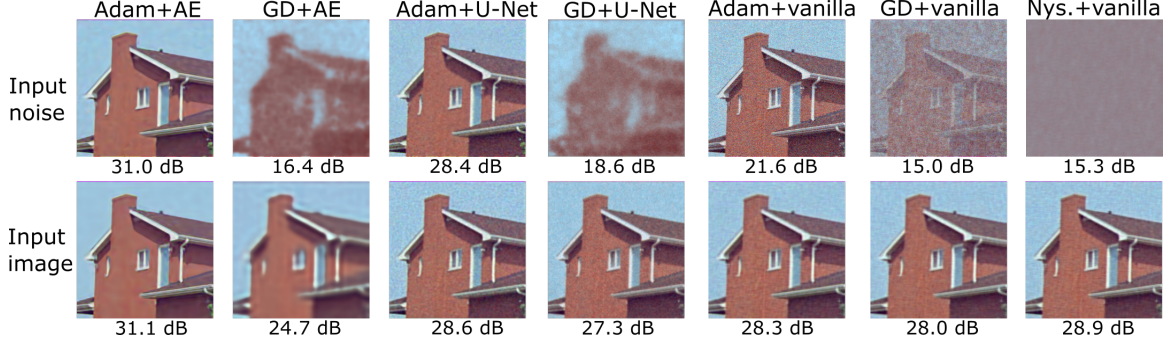 Adam+AE GD+AE Adam+U-Net GD+U-Net Adam+vanilla GD+vanilla Nys.+vanilla
Input
noise
31.0 dB 16.4 dB 28.4 dB 18.6 dB 21.6 dB 15.0 dB 15.3 dB
Input
image
31.1 dB 24.7 dB 28.6 dB 27.3 dB 28.3 dB 28.0 dB 28.9 dB